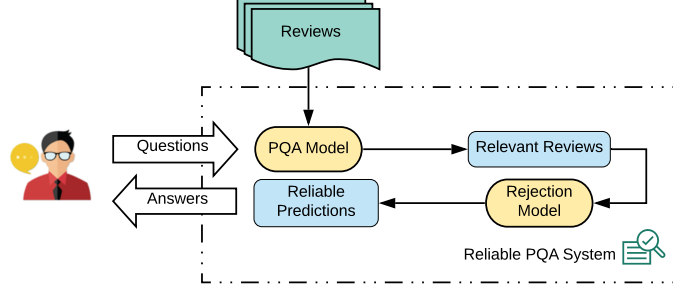 Reviews
Questions
PQA Model
Relevant Reviews
Answers
Reliable
Predictions
Rejection
Model
Reliable PQA System